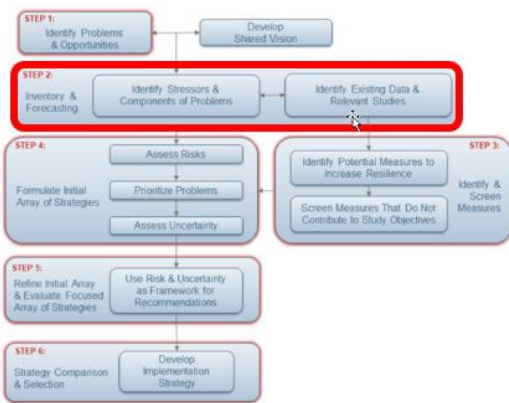 STEP 1:
Identify Problems
& Opportunities
Develop
Shared Vision
STEP 2:
Inventory &
Forecasting
Identify Stressors &
Components of Problems
Identify Existing Data &
Relevant Studies
STEP 4:
Formulate Initial
Array of Strategies
Assess Risks
Prioritize Problems
Assess Uncertainty
STEP 3:
Identify Potential Measures to
Increase Resilience
Screen Measures That Do Not
Contribute to Study Objectives
Identify &
Screen
Measures
STEP 5:
Refine Initial Array
& Evaluate Focused
Array of Strategies
Use Risk & Uncertainty
as Framework for
Recommendations
STEP 6:
Strategy Comparison
& Selection
Develop
Implementation
Strategy